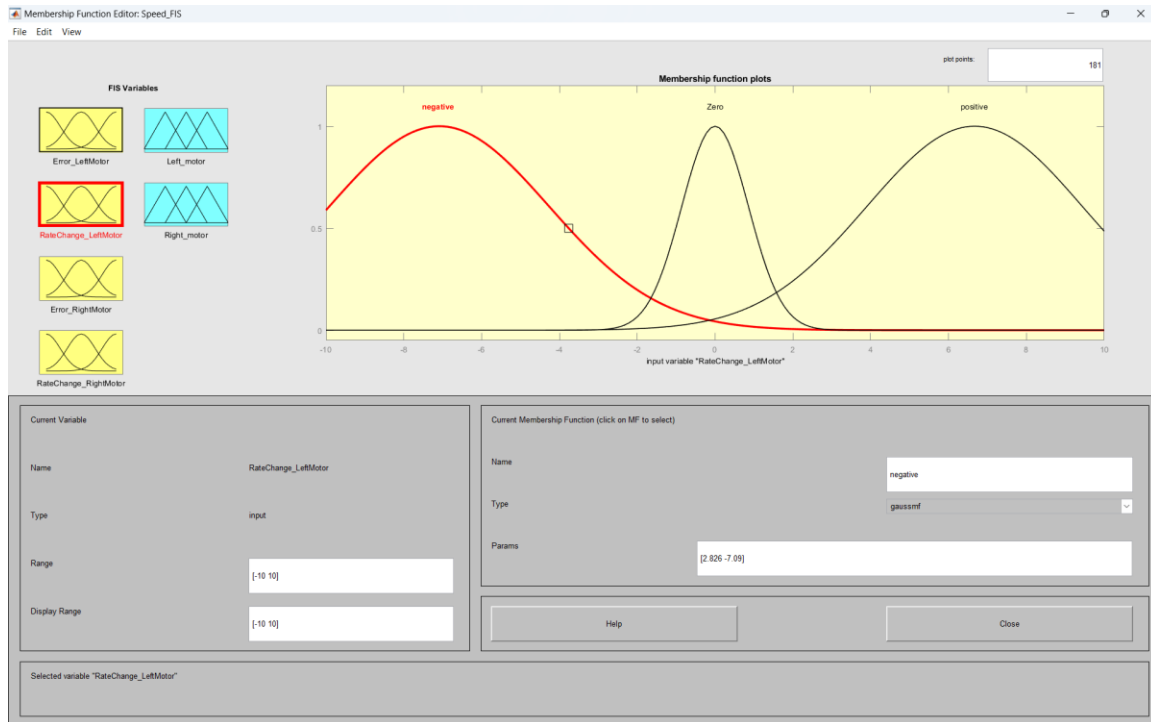 Membership Function Editor: Speed_FIS
File Edit View
plot points:
181
FIS Variables
Membership function plots
Error_LeftMotor
Left_motor
RateChange_LeftMotor
Right_motor
Error_RightMotor
RateChange_RightMotor
negative
Zero
positive
1
0.5
0
-10 -8 -6 -4 -2 0 2 4 6 8 10
input variable "RateChange_LeftMotor"
Current Variable
Name RateChange_LeftMotor
Type input
Range [-10 10]
Display Range [-10 10]
Current Membership Function (click on MF to select)
Name negative
Type gaussmf
Params [2.826 -7.09]
Help
Close
Selected variable "RateChange_LeftMotor"